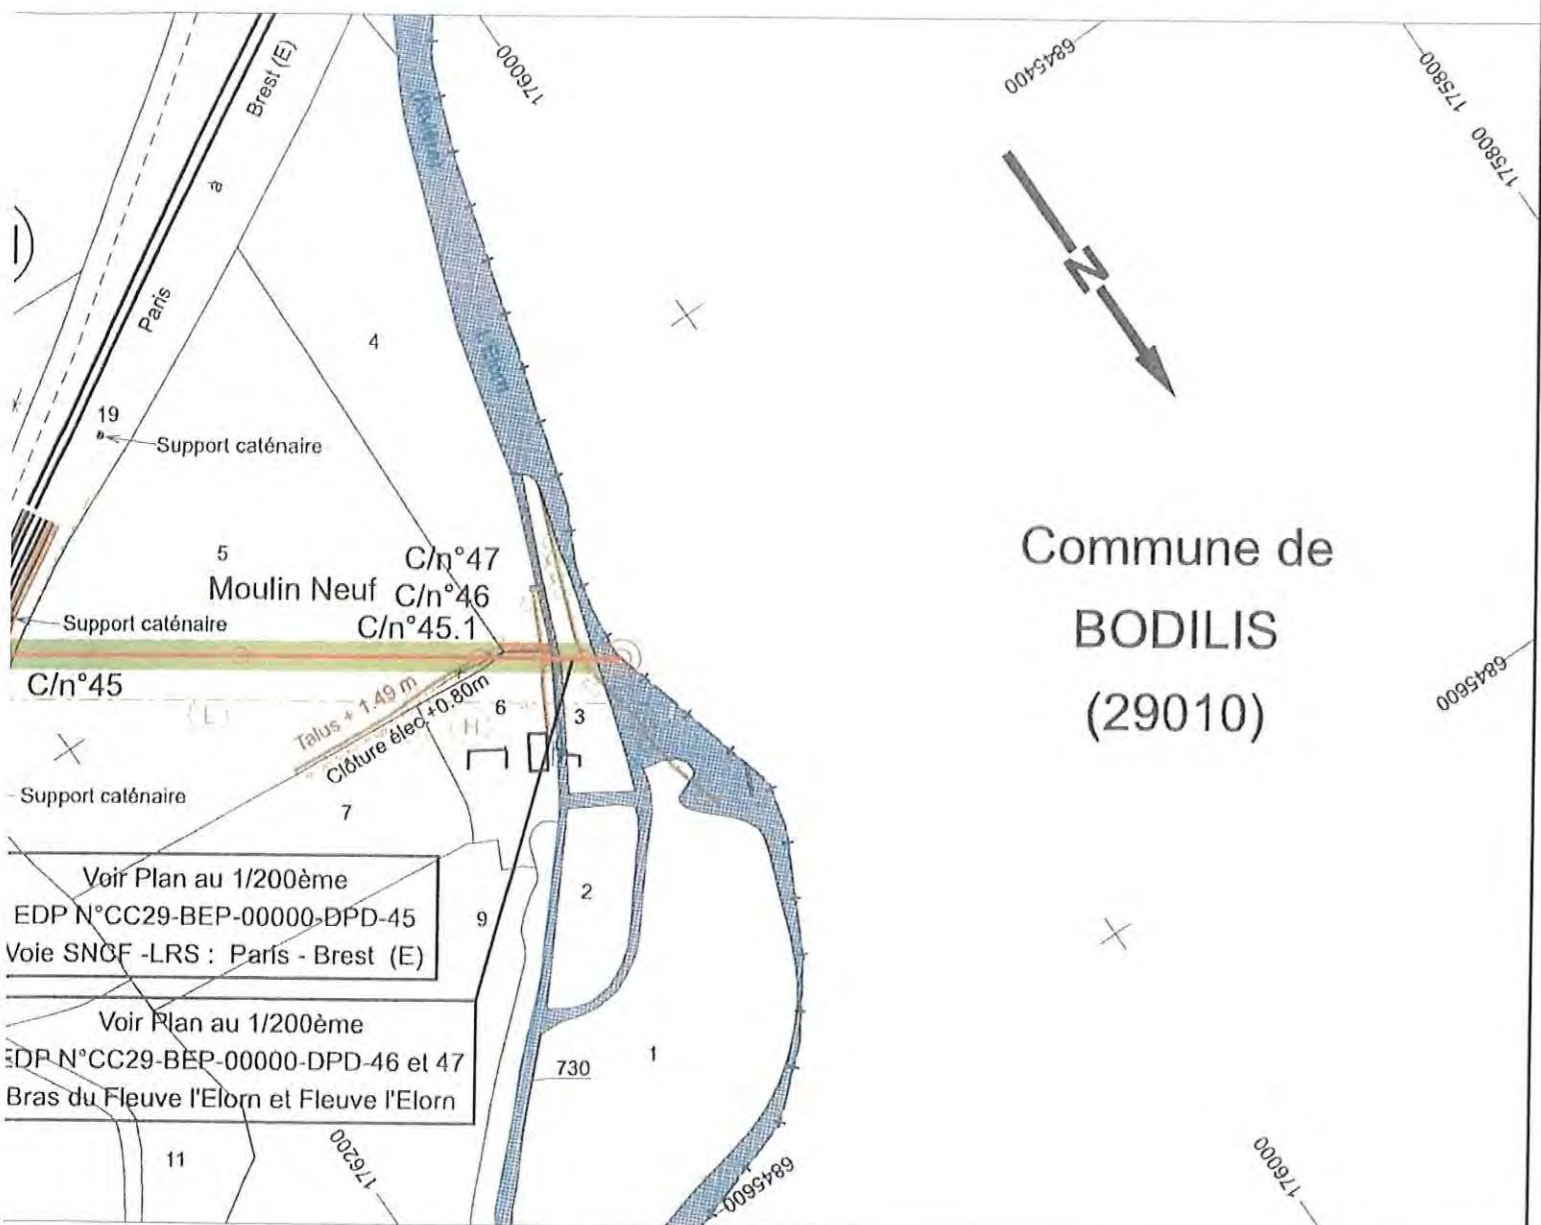 176000
6845400
175800
175800
Brest (E)
à
Paris
N
4
l'Elorn
19
Support caténaire
5
C/n°47
Moulin Neuf
C/n°46
Support caténaire
C/n°45.1
C/n°45
Commune de
BODILIS
(29010)
6845600
(L)
Talus + 1.49 m
Clôture élec +0.80m
6
(H)
3
Support caténaire
7
Voir Plan au 1/200ème
EDP N°CC29-BEP-00000-DPD-45
Voie SNCF -LRS : Paris - Brest (E)
2
9
Voir Plan au 1/200ème
EDP N°CC29-BEP-00000-DPD-46 et 47
Bras du Fleuve l'Elorn et Fleuve l'Elorn
730
1
11
176200
6845600
176000